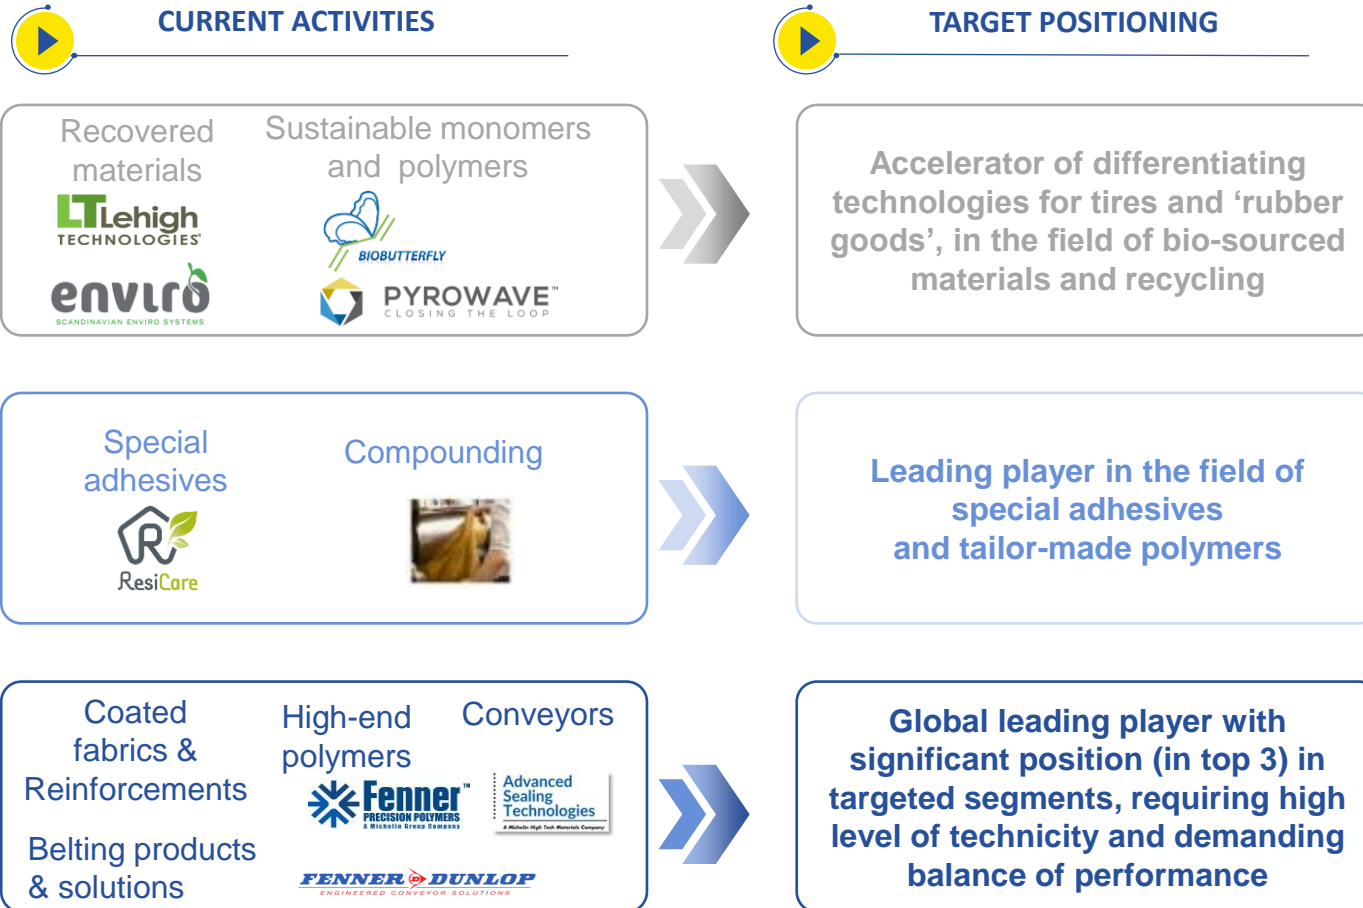 CURRENT ACTIVITIES
TARGET POSITIONING
Recovered
materials
Sustainable monomers
and polymers
LT Lehigh
TECHNOLOGIES
BIOBUTTERFLY
enviro
SCANDINAVIAN ENVIRO SYSTEMS
PYROWAVE™
CLOSING THE LOOP
Accelerator of differentiating
technologies for tires and ‘rubber
goods’, in the field of bio-sourced
materials and recycling
Special
adhesives
R
ResiCare
Compounding
Leading player in the field of
special adhesives
and tailor-made polymers
Coated
fabrics &
Reinforcements
High-end
polymers
Conveyors
Fenner™
PRECISION POLYMERS
A Michelin Group Company
Advanced
Sealing
Technologies
A Michelin High Tech Materials Company
Belting products
& solutions
FENNER DUNLOP
ENGINEERED CONVEYOR SOLUTIONS
Global leading player with
significant position (in top 3) in
targeted segments, requiring high
level of technicity and demanding
balance of performance